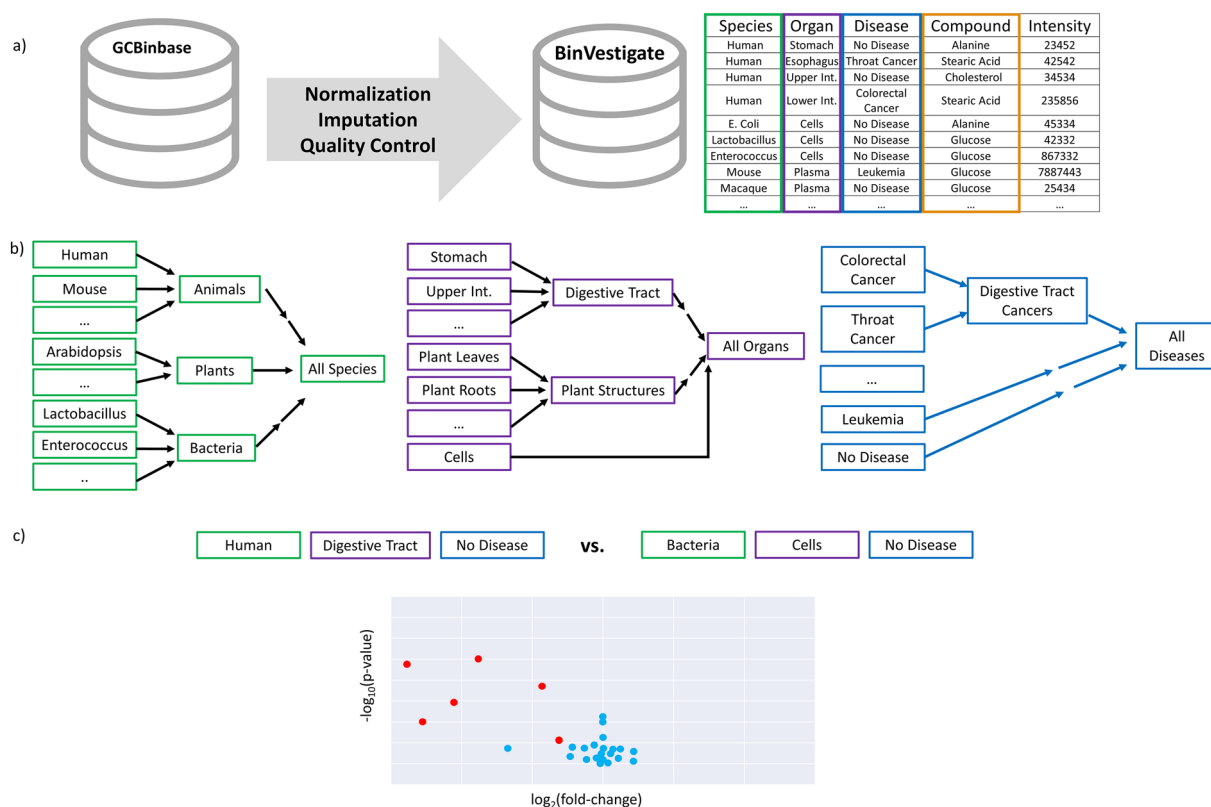 a)
GCBinbase
Normalization
Imputation
Quality Control
BinVestigate
Species Organ Disease Compound Intensity
Human Stomach No Disease Alanine 23452
Human Esophagus Throat Cancer Stearic Acid 42542
Human Upper Int. No Disease Cholesterol 34534
Human Lower Int. Colorectal Cancer Stearic Acid 235856
E. Coli Cells No Disease Alanine 45334
Lactobacillus Cells No Disease Glucose 42332
Enterococcus Cells No Disease Glucose 867332
Mouse Plasma Leukemia Glucose 7887443
Macaque Plasma No Disease Glucose 25434
... ... ... ... ...
b)
Human
Mouse
...
Arabidopsis
...
Lactobacillus
Enterococcus
..
Animals
Plants
Bacteria
All Species
Stomach
Upper Int.
...
Plant Leaves
Plant Roots
...
Cells
Digestive Tract
Plant Structures
All Organs
Colorectal
Cancer
Throat
Cancer
...
Leukemia
No Disease
Digestive Tract
Cancers
All
Diseases
c)
Human Digestive Tract No Disease vs. Bacteria Cells No Disease
-log10(p-value)
log2(fold-change)